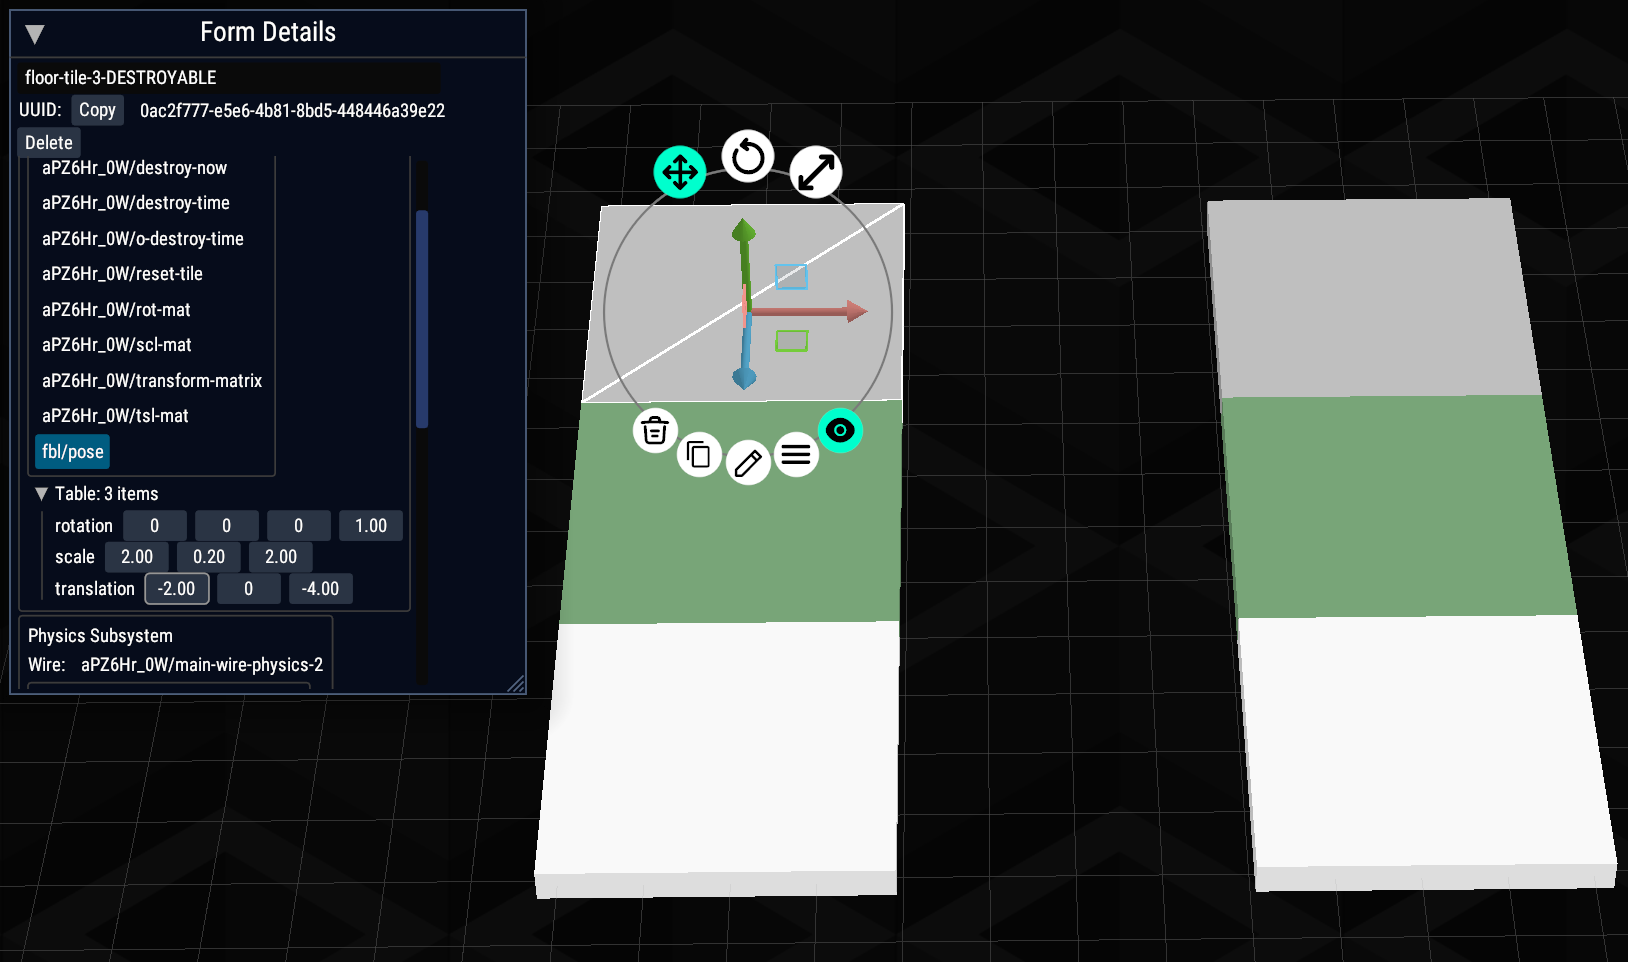 Form Details
floor-tile-3-DESTROYABLE
UUID: Copy 0ac2f777-e5e6-4b81-8bd5-448446a39e22
Delete
aPZ6Hr_0W/destroy-now
aPZ6Hr_0W/destroy-time
aPZ6Hr_0W/o-destroy-time
aPZ6Hr_0W/reset-tile
aPZ6Hr_0W/rot-mat
aPZ6Hr_0W/scl-mat
aPZ6Hr_0W/transform-matrix
aPZ6Hr_0W/tsl-mat
fbl/pose
Table: 3 items
rotation 0 0 0 1.00
scale 2.00 0.20 2.00
translation -2.00 0 -4.00
Physics Subsystem
Wire: aPZ6Hr_0W/main-wire-physics-2